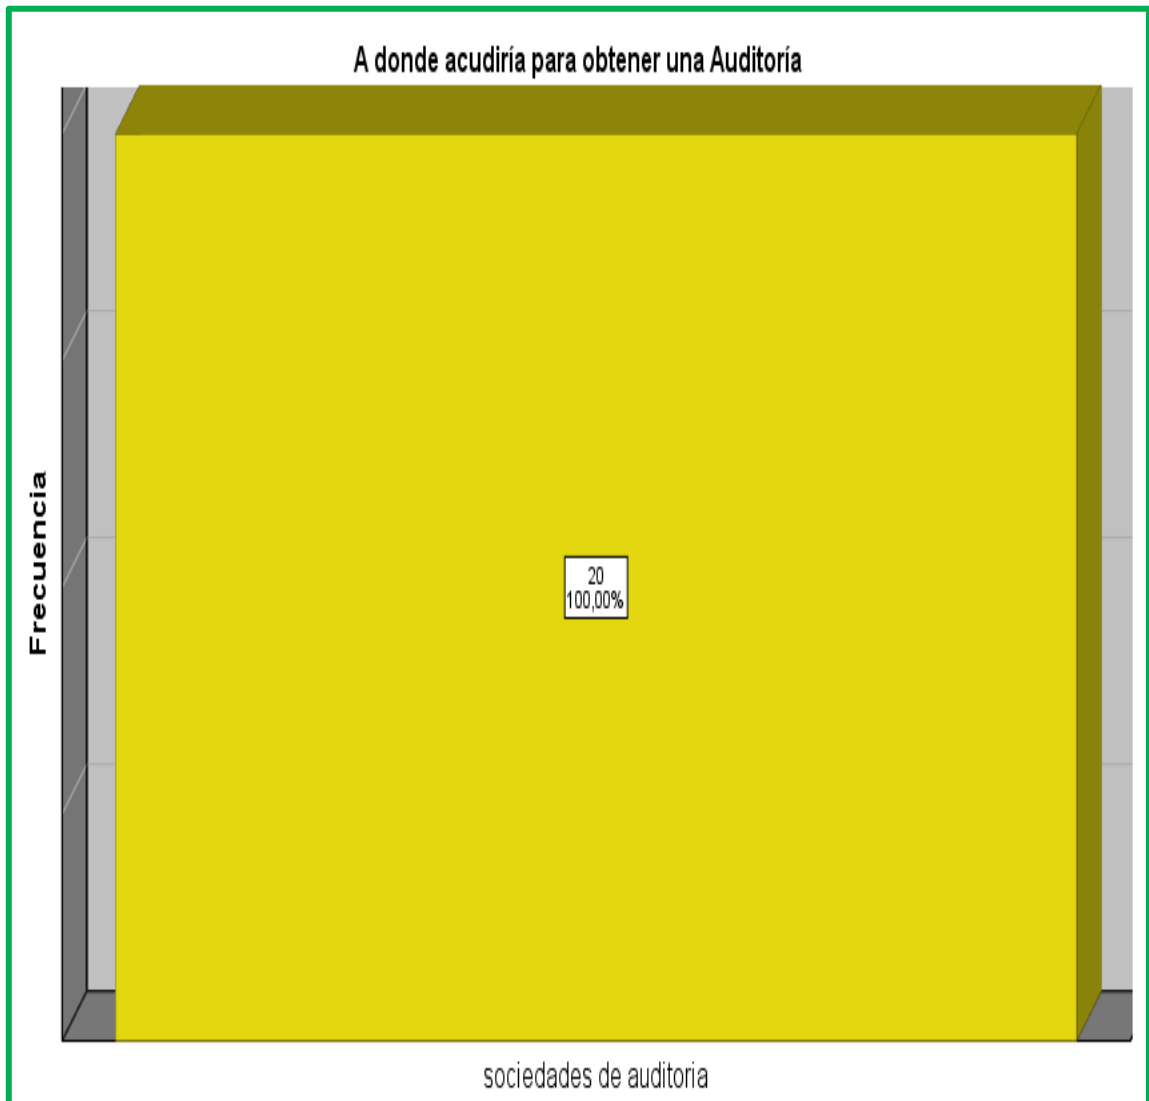 A donde acudiría para obtener una Auditoría
Frecuencia
20
100,00%
sociedades de auditoria